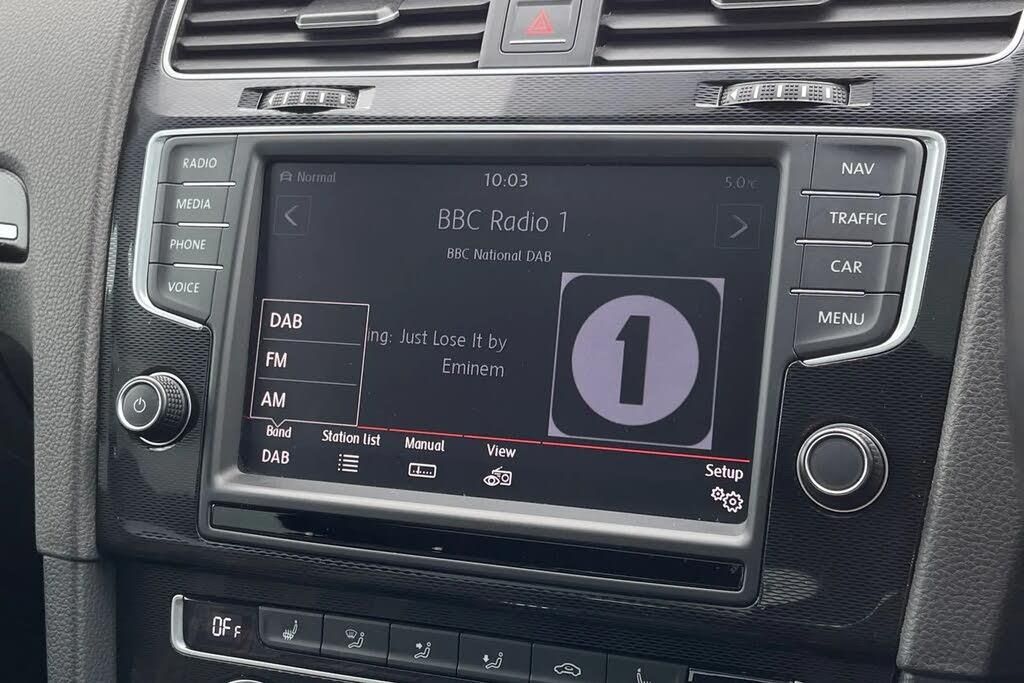 RADIO
MEDIA
PHONE
VOICE
Normal
10:03
5.0°C
BBC Radio 1
BBC National DAB
ing: Just Lose It by
Eminem
1
DAB
FM
AM
Band
DAB
Station list
Manual
View
Setup
NAV
TRAFFIC
CAR
MENU
OFF